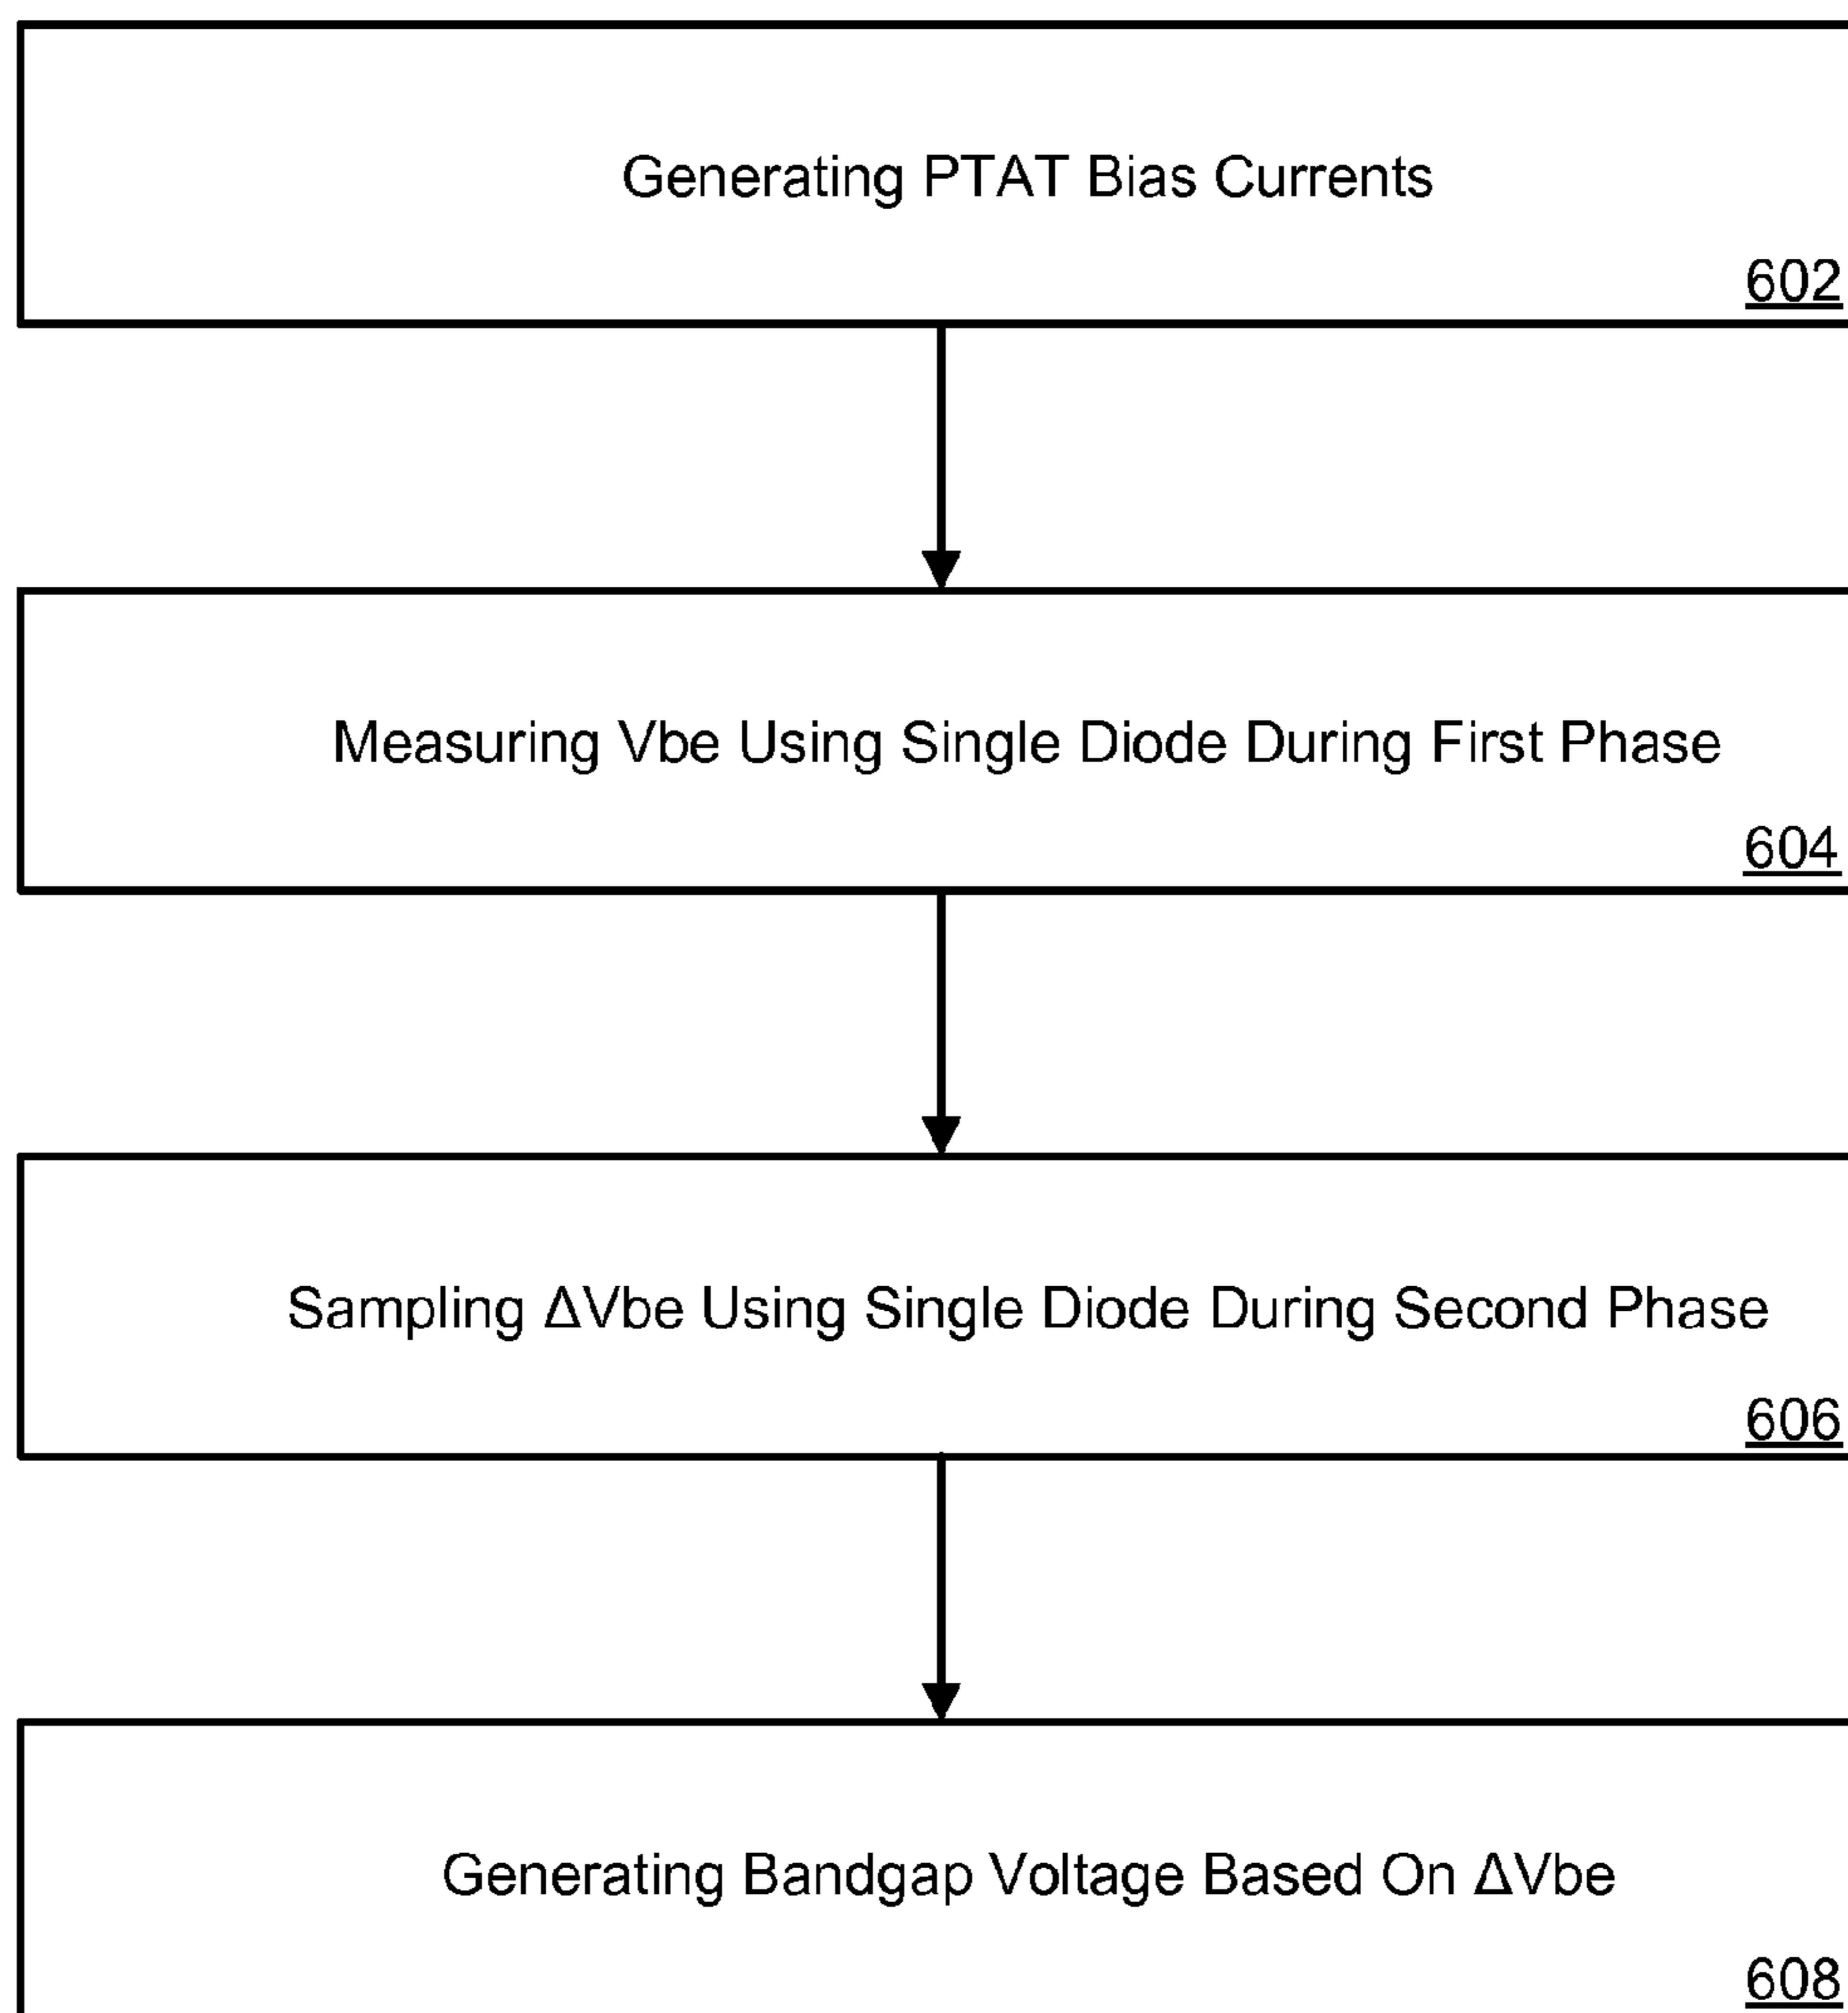 Generating PTAT Bias Currents
602
Measuring Vbe Using Single Diode During First Phase
604
Sampling ΔVbe Using Single Diode During Second Phase
606
Generating Bandgap Voltage Based On ΔVbe
608